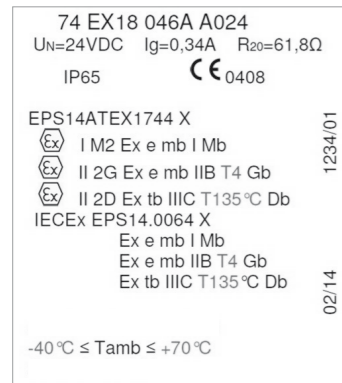 74 EX18 046A A024
UN=24VDC Ig=0,34A R20=61,8Ω
IP65 CE 0408
EPS14ATEX1744 X
Ex I M2 Ex e mb I Mb
Ex II 2G Ex e mb IIB T4 Gb
Ex II 2D Ex tb IIIC T135°C Db
IECEx EPS14.0064 X
Ex e mb I Mb
Ex e mb IIB T4 Gb
Ex tb IIIC T135°C Db
-40°C ≤ Tamb ≤ +70°C
1234/01
02/14